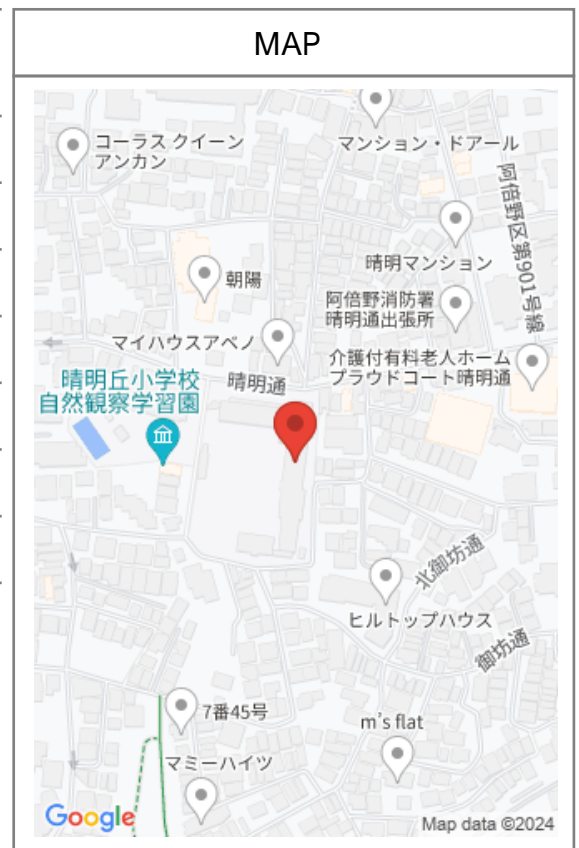 MAP
コーラス クイーン
アンカン
マンション・ドアール
阿倍野区第901号線
晴明マンション
朝陽
阿倍野消防署
晴明通出張所
マイハウスアベノ
介護付有料老人ホーム
プラウドコート晴明通
晴明丘小学校
自然観察学習園
晴明通
北御坊通
ヒルトップハウス
御坊通
7番45号
m's flat
マミーハイツ
Google
Map data ©2024